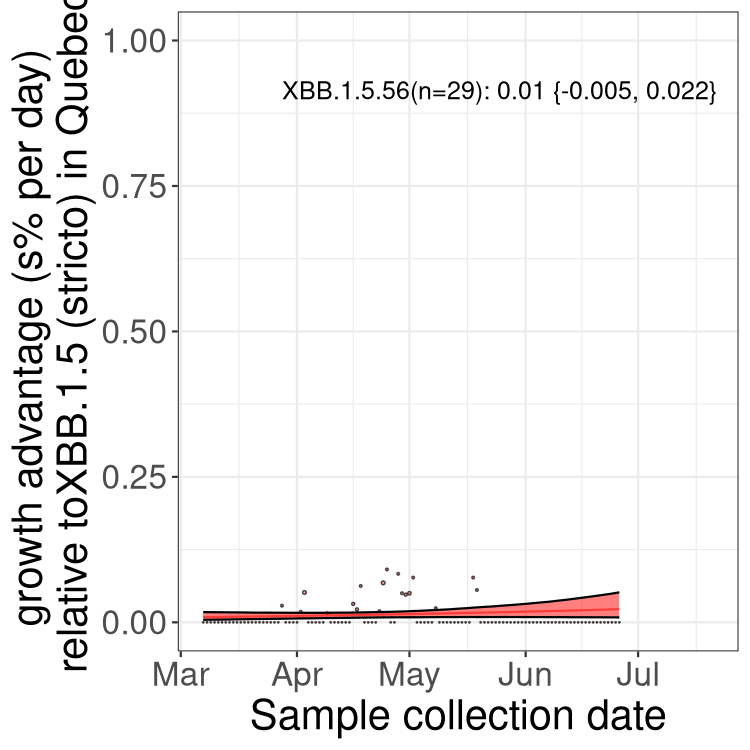 growth advantage (s% per day)
relative toXBB.1.5 (stricto) in Quebec
1.00
0.75
0.50
0.25
0.00
XBB.1.5.56(n=29): 0.01 {-0.005, 0.022}
Mar Apr May Jun Jul
Sample collection date